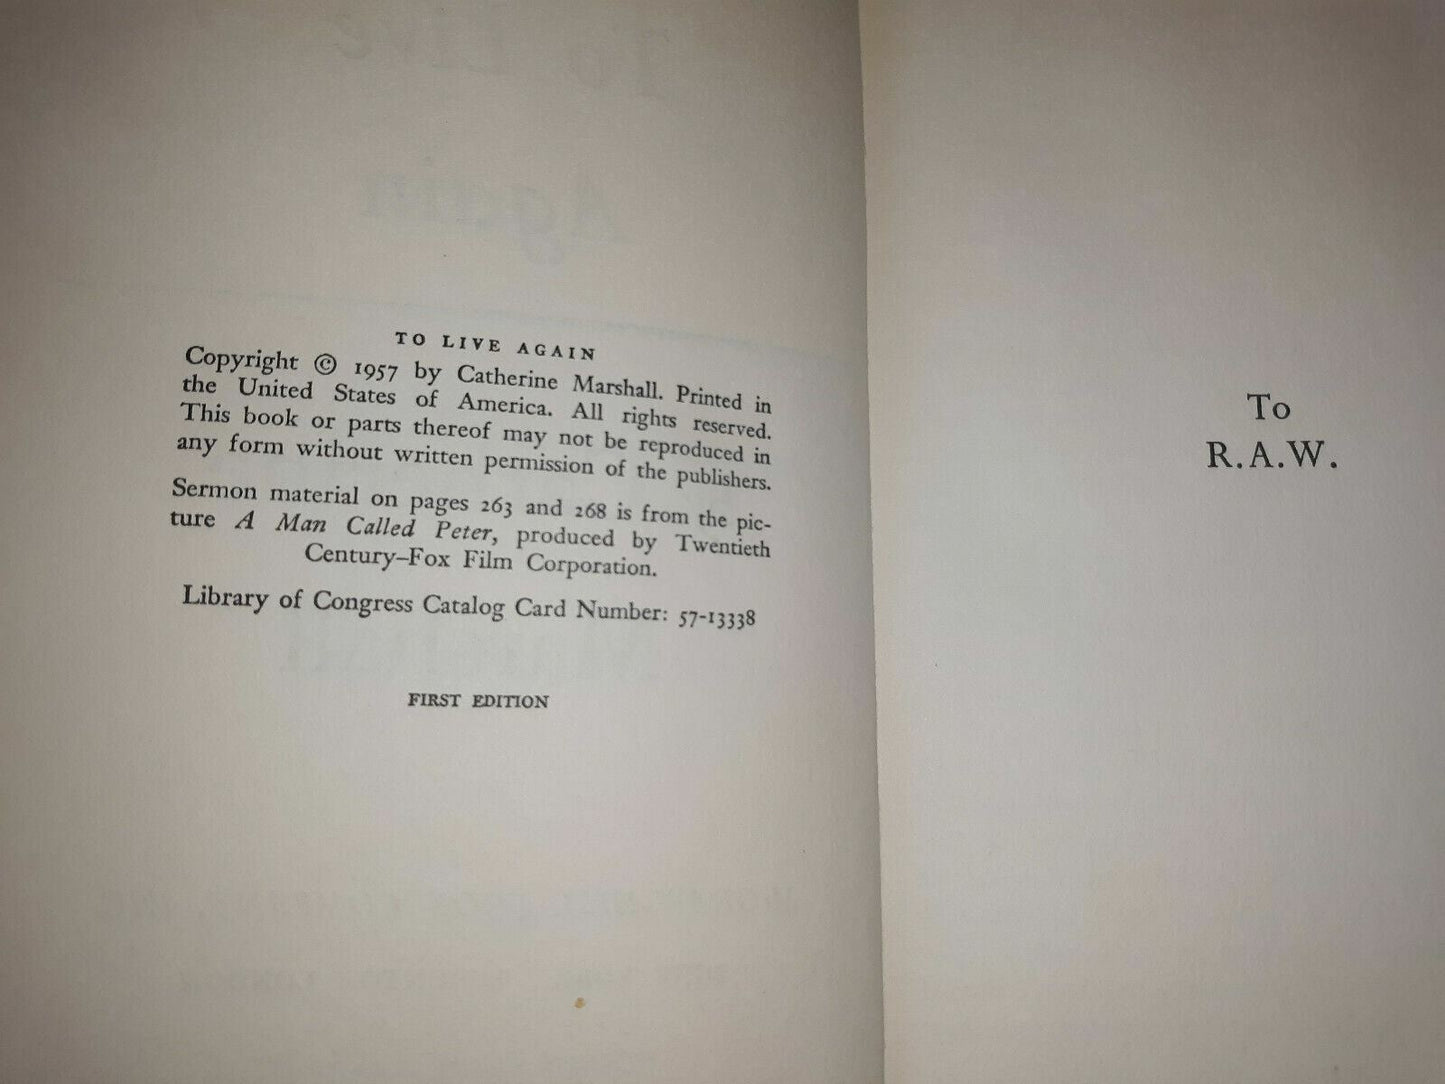 TO LIVE AGAIN
Copyright © 1957 by Catherine Marshall. Printed in
the United States of America. All rights reserved.
This book or parts thereof may not be reproduced in
any form without written permission of the publishers.
Sermon material on pages 263 and 268 is from the pic-
ture A Man Called Peter, produced by Twentieth
Century–Fox Film Corporation.
Library of Congress Catalog Card Number: 57-13338
FIRST EDITION
To
R.A.W.